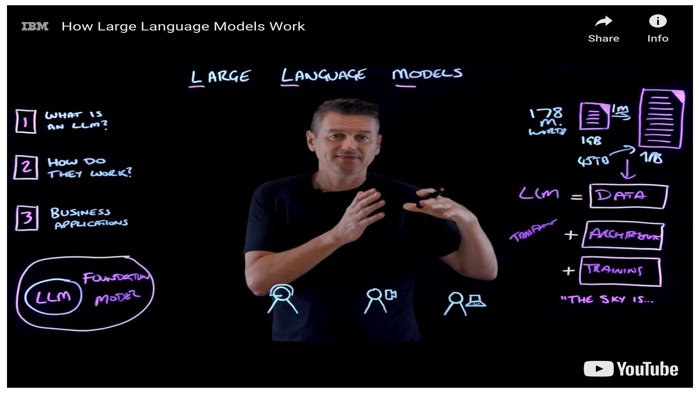 IBM How Large Language Models Work
Share
Info
LARGE LANGUAGE MODELS
1 WHAT IS
AN LLM?
2 HOW DO
THEY WORK?
3 BUSINESS
APPLICATIONS
LLM
FOUNDATION
MODEL
178
M.
WORDS
1GB
1m
45TB
1PB
LLM = DATA
+ ARCHITECTURE
+ TRAINING
"THE SKY IS...
YouTube